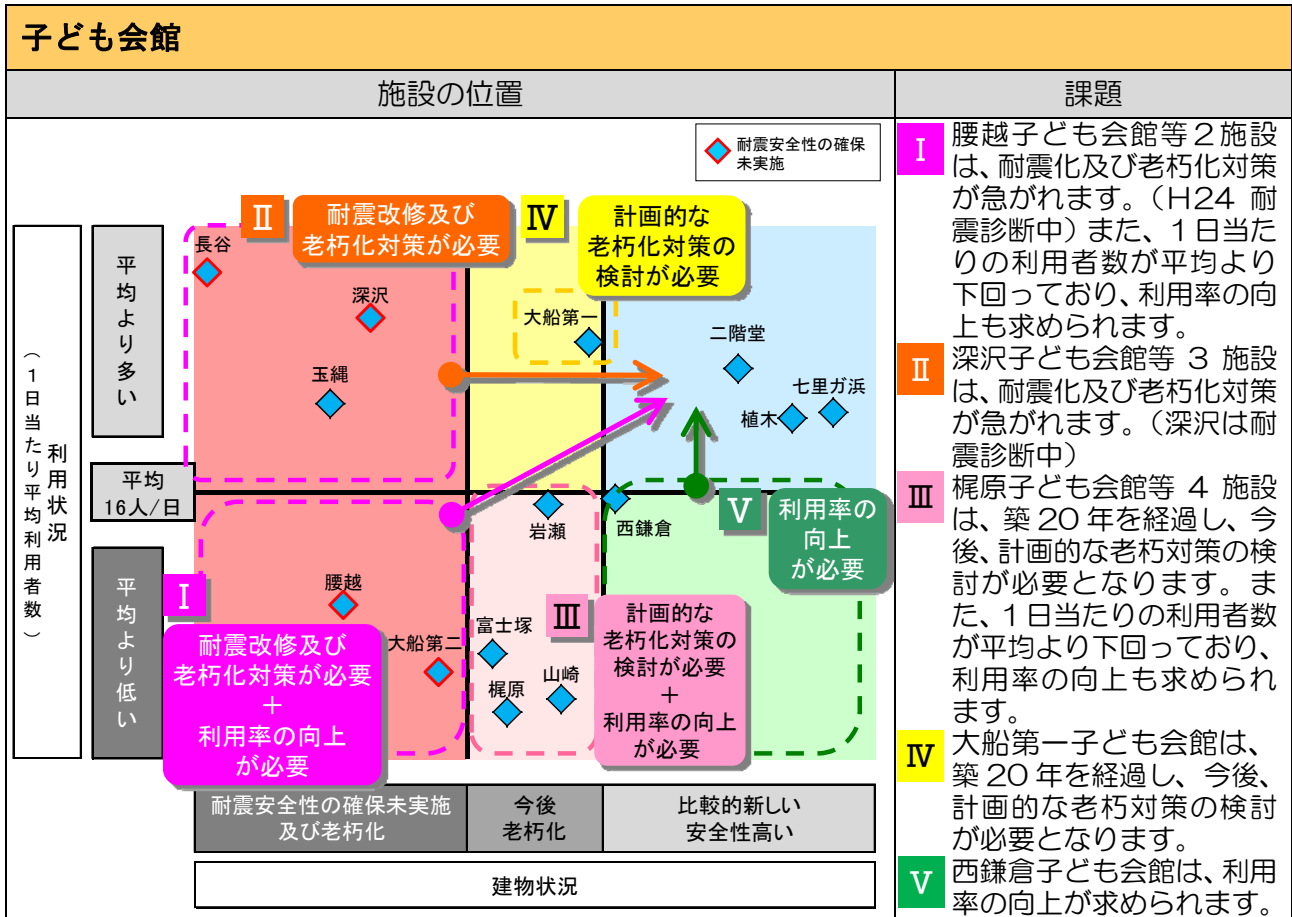 子ども会館
施設の位置
課題
耐震安全性の確保
未実施
Ⅱ
耐震改修及び
老朽化対策が必要
Ⅳ
計画的な
老朽化対策の
検討が必要
長谷
深沢
玉縄
大船第一
二階堂
七里ガ浜
植木
利用状況
（１日当たり平均利用者数）
平均より多い
平均
16人/日
平均より低い
岩瀬
西鎌倉
Ⅴ
利用率の
向上
が必要
Ⅰ
腰越
大船第二
耐震改修及び
老朽化対策が必要
＋
利用率の向上
が必要
富士塚
梶原
山崎
Ⅲ
計画的な
老朽化対策の
検討が必要
＋
利用率の向上
が必要
耐震安全性の確保未実施
及び老朽化
今後
老朽化
比較的新しい
安全性高い
建物状況
Ⅰ
腰越子ども会館等２施設
は、耐震化及び老朽化対策
が急がれます。（H24 耐
震診断中）また、１日当た
りの利用者数が平均より
下回っており、利用率の向
上も求められます。
Ⅱ
深沢子ども会館等 3 施設
は、耐震化及び老朽化対策
が急がれます。（深沢は耐
震診断中）
Ⅲ
梶原子ども会館等 4 施設
は、築 20 年を経過し、今
後、計画的な老朽対策の検
討が必要となります。ま
た、１日当たりの利用者数
が平均より下回っており、
利用率の向上も求められ
ます。
Ⅳ
大船第一子ども会館は、
築 20 年を経過し、今後、
計画的な老朽対策の検討
が必要となります。
Ⅴ
西鎌倉子ども会館は、利用
率の向上が求められます。